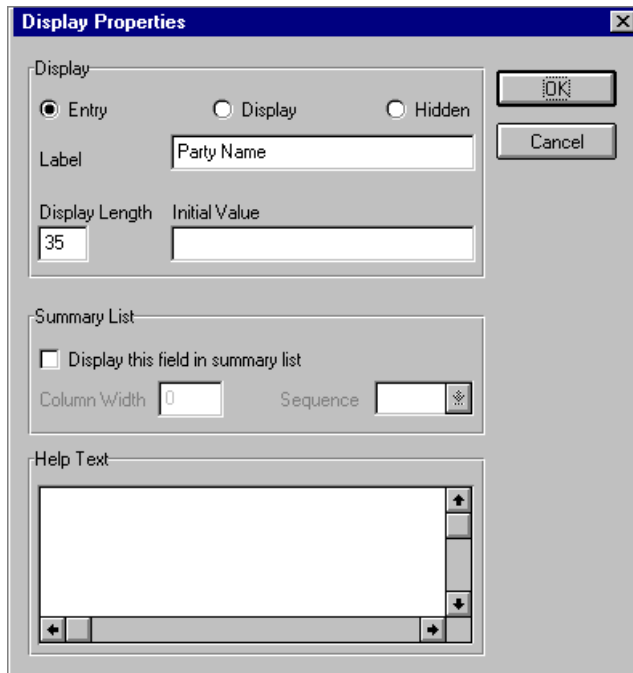 Display Properties
Display
OK
Entry Display Hidden
Cancel
Label Party Name
Display Length Initial Value
35
Summary List
Display this field in summary list
Column Width 0 Sequence
Help Text